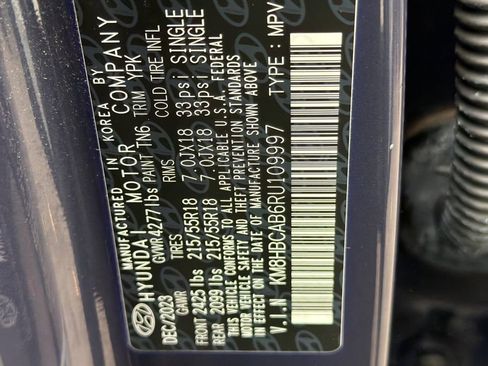 MANUFACTURED IN KOREA BY
HYUNDAI MOTOR COMPANY
DEC/2023 GVWR 4277 lbs PAINT TN6 TRIM YPK
GAWR TIRES RIMS COLD TIRE INFL
FRONT 2425 lbs 215/55R18 7.0JX18 33psi SINGLE
REAR 2099 lbs 215/55R18 7.0JX18 33psi SINGLE
THIS VEHICLE CONFORMS TO ALL APPLICABLE U.S.A. FEDERAL
MOTOR VEHICLE SAFETY AND THEFT PREVENTION STANDARDS
IN EFFECT ON THE DATE OF MANUFACTURE SHOWN ABOVE
V.I.N : KM8HBCAB6RU109997 TYPE : MPV